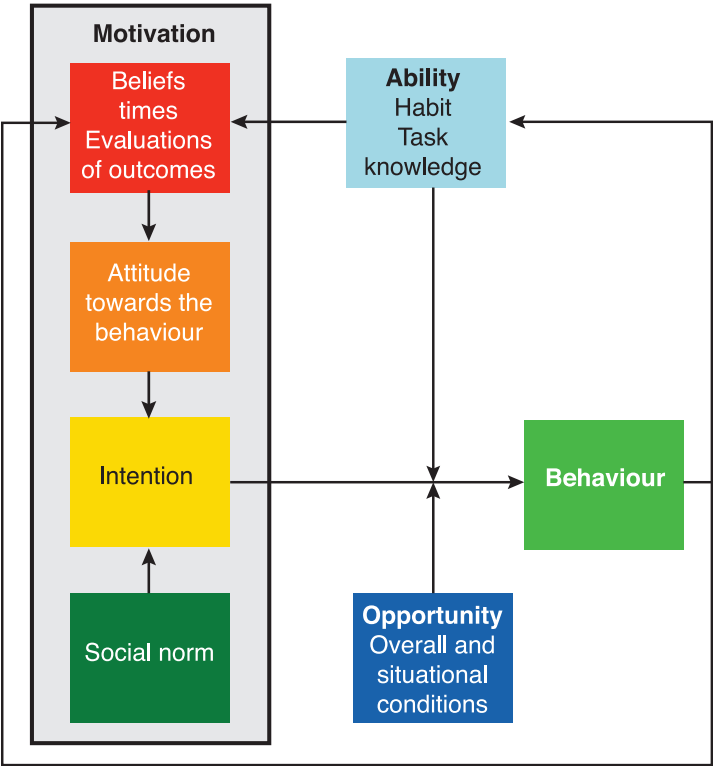 Motivation
Beliefs
times
Evaluations
of outcomes
Attitude
towards the
behaviour
Intention
Social norm
Ability
Habit
Task
knowledge
Opportunity
Overall and
situational
conditions
Behaviour